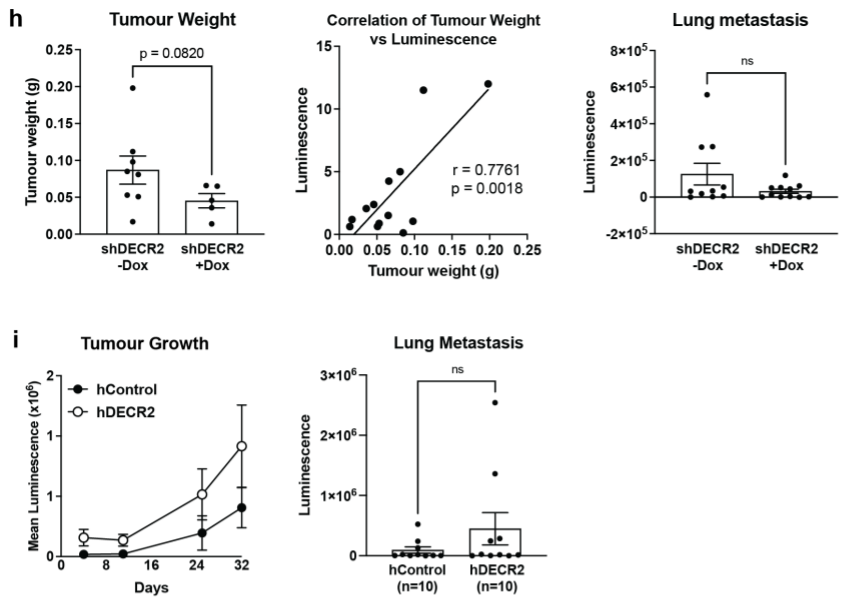 h
Tumour Weight
Tumour weight (g)
0.25
0.20
0.15
0.10
0.05
0.00
p = 0.0820
shDECR2
-Dox
shDECR2
+Dox
Correlation of Tumour Weight
vs Luminescence
Luminescence
15
10
5
0
r = 0.7761
p = 0.0018
0.00 0.05 0.10 0.15 0.20 0.25
Tumour weight (g)
Lung metastasis
Luminescence
8×10⁵
6×10⁵
4×10⁵
2×10⁵
0
-2×10⁵
ns
shDECR2
-Dox
shDECR2
+Dox
i
Tumour Growth
Mean Luminescence (x10⁶)
2
1
1
0
hControl
hDECR2
0 8 16 24 32
Days
Lung Metastasis
Luminescence
3×10⁶
2×10⁶
1×10⁶
0
ns
hControl
(n=10)
hDECR2
(n=10)